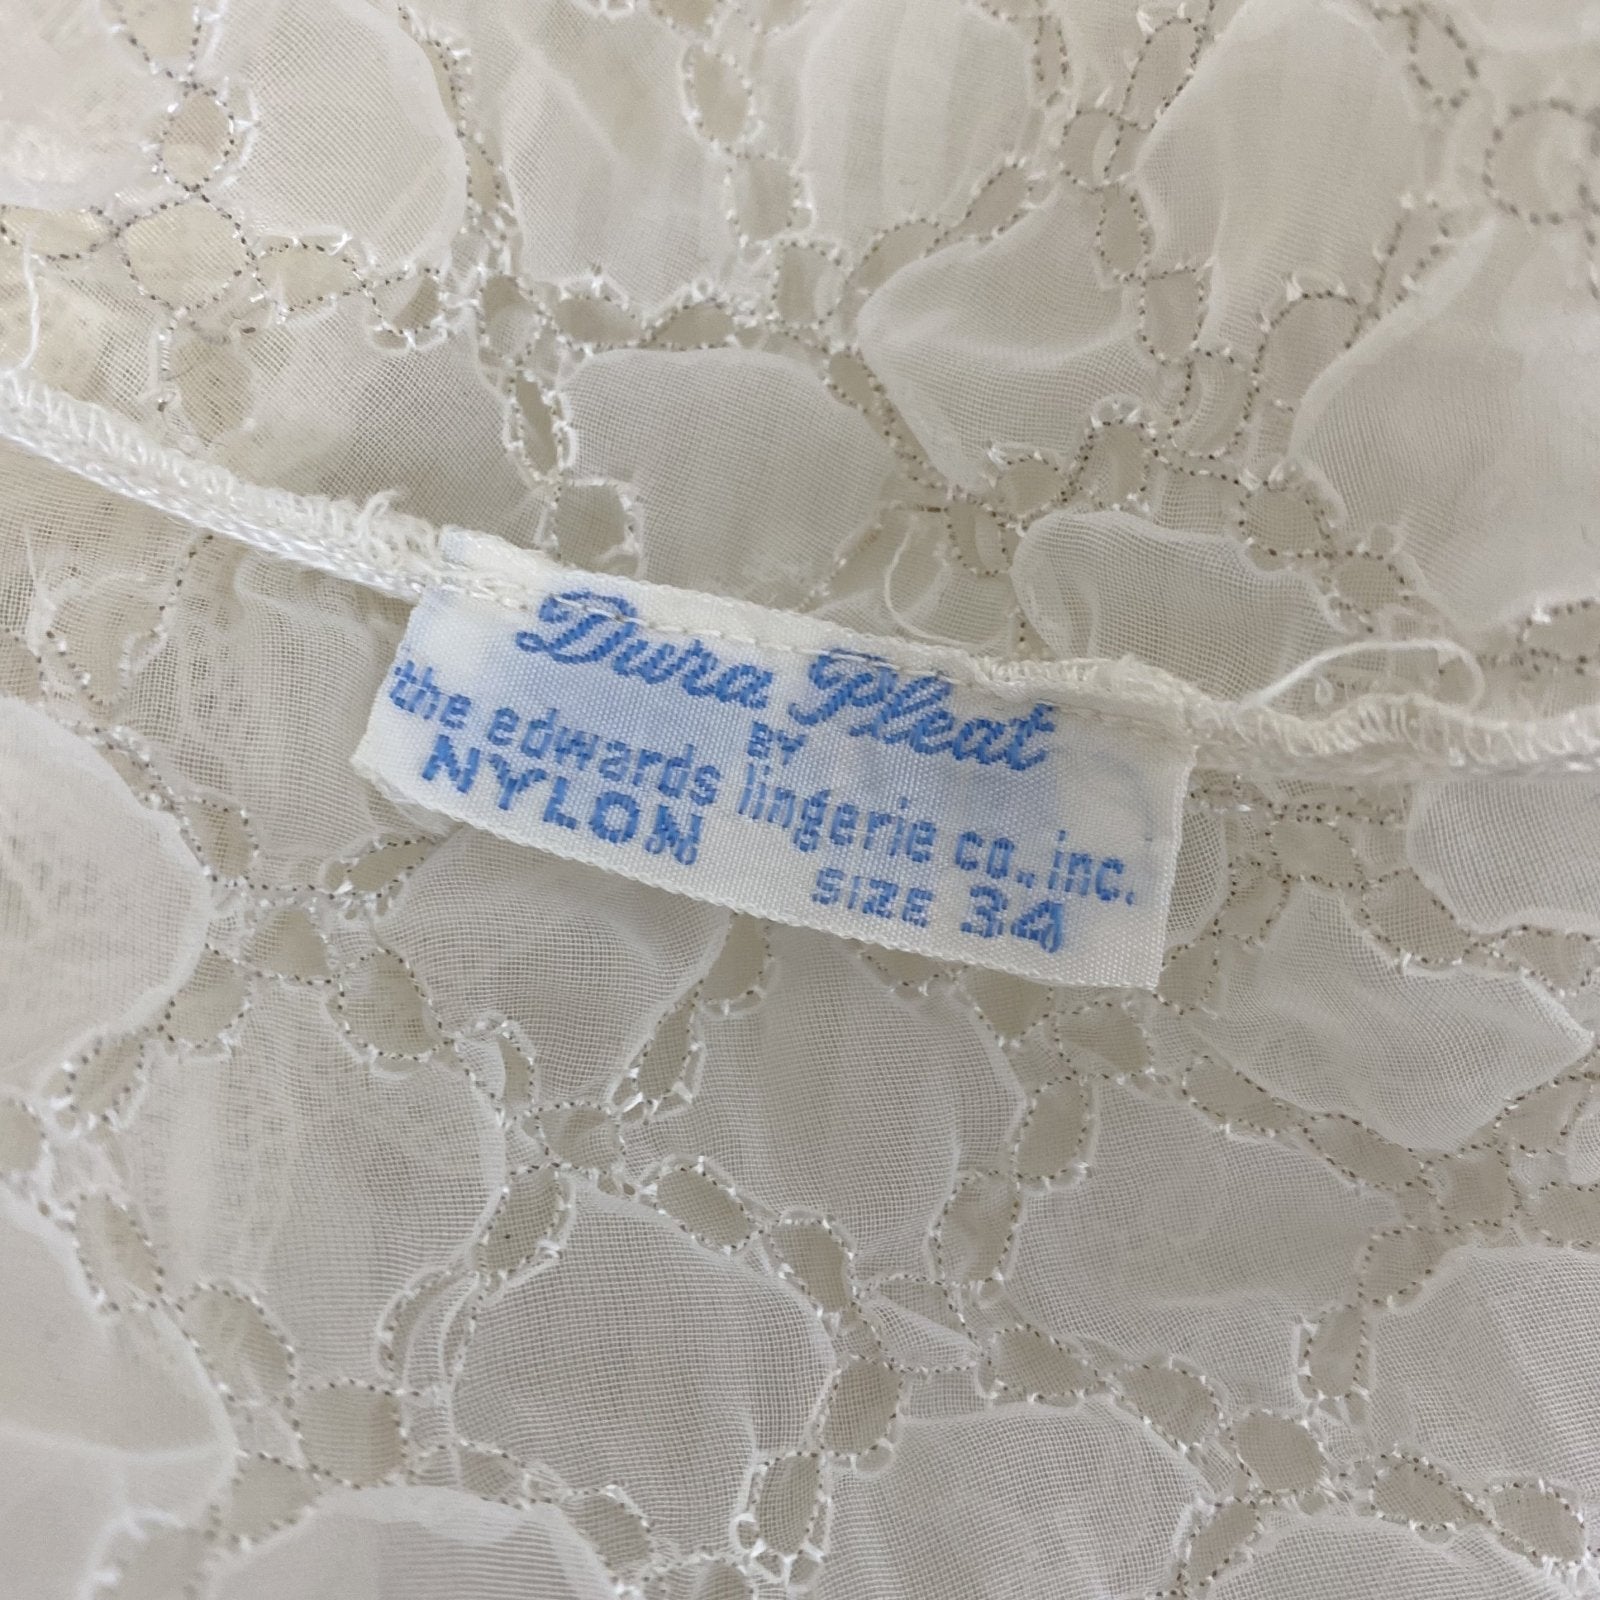 Dura Pleat
BY
the edwards lingerie co., inc.
NYLON SIZE 34